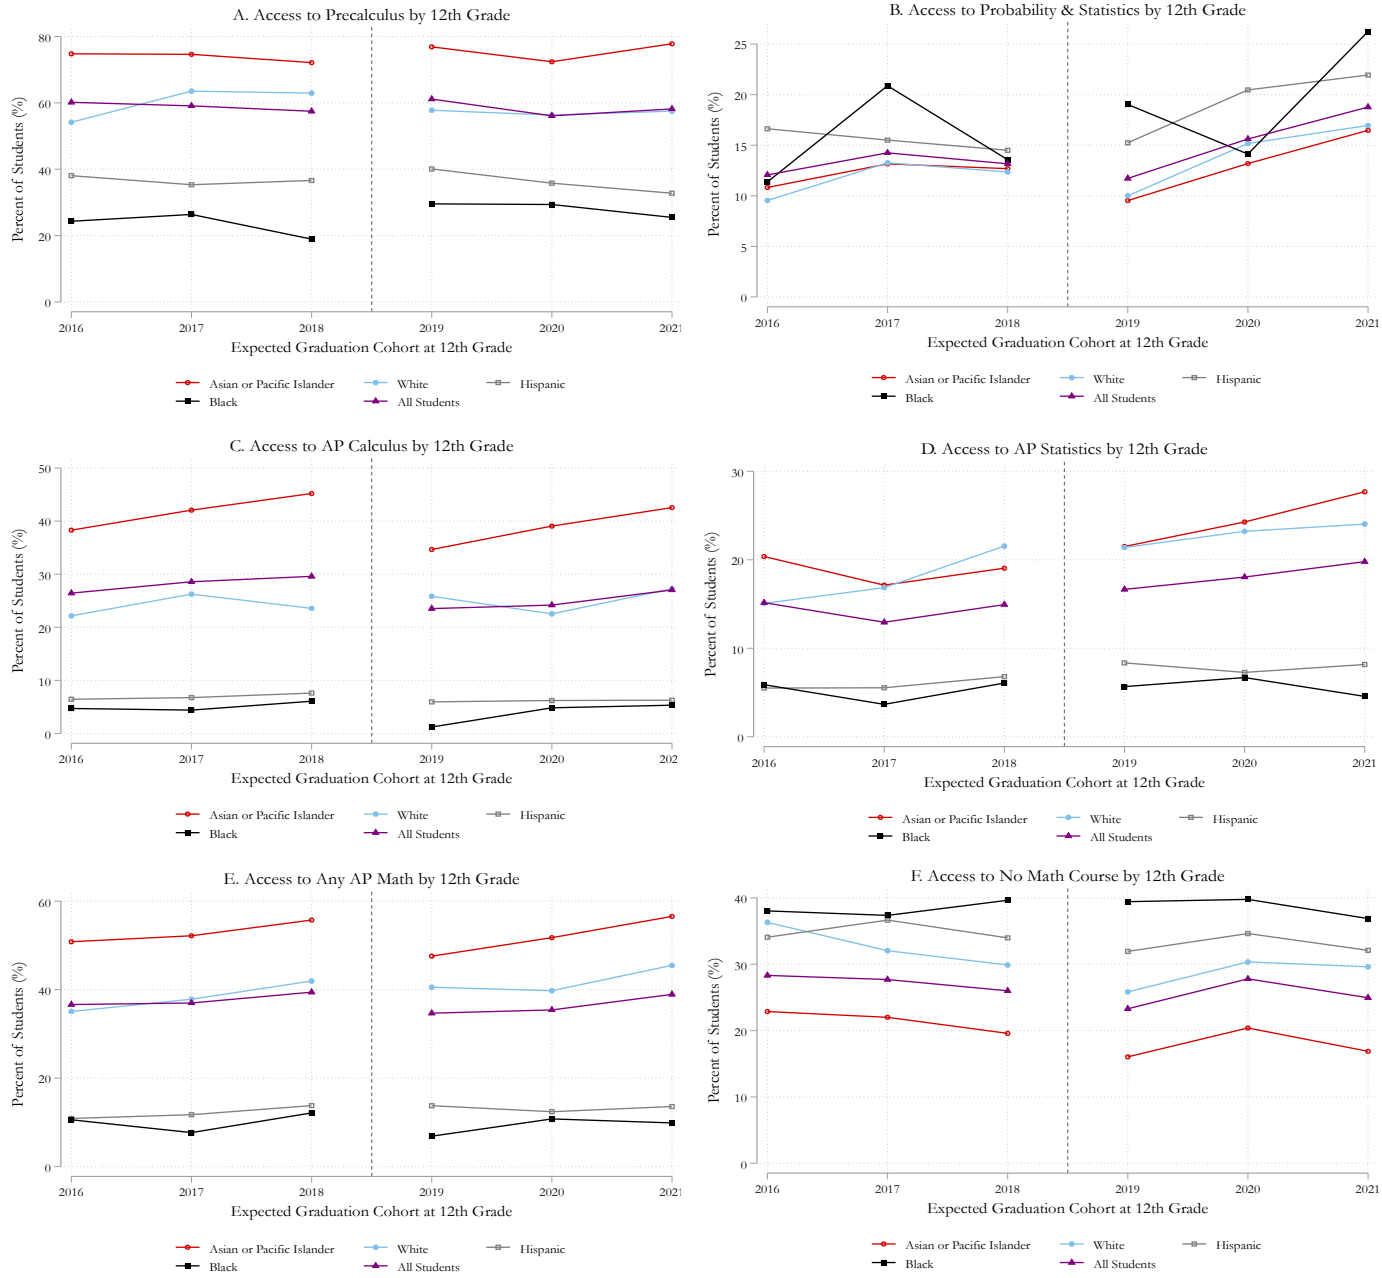 A. Access to Precalculus by 12th Grade
Percent of Students (%)
80
60
40
20
0
2016 2017 2018 2019 2020 2021
Expected Graduation Cohort at 12th Grade
Asian or Pacific Islander White Hispanic
Black All Students
B. Access to Probability & Statistics by 12th Grade
Percent of Students (%)
25
20
15
10
5
0
2016 2017 2018 2019 2020 2021
Expected Graduation Cohort at 12th Grade
Asian or Pacific Islander White Hispanic
Black All Students
C. Access to AP Calculus by 12th Grade
Percent of Students (%)
50
40
30
20
10
0
2016 2017 2018 2019 2020 202
Expected Graduation Cohort at 12th Grade
Asian or Pacific Islander White Hispanic
Black All Students
D. Access to AP Statistics by 12th Grade
Percent of Students (%)
30
20
10
0
2016 2017 2018 2019 2020 2021
Expected Graduation Cohort at 12th Grade
Asian or Pacific Islander White Hispanic
Black All Students
E. Access to Any AP Math by 12th Grade
Percent of Students (%)
60
40
20
0
2016 2017 2018 2019 2020 2021
Expected Graduation Cohort at 12th Grade
Asian or Pacific Islander White Hispanic
Black All Students
F. Access to No Math Course by 12th Grade
Percent of Students (%)
40
30
20
10
0
2016 2017 2018 2019 2020 2021
Expected Graduation Cohort at 12th Grade
Asian or Pacific Islander White Hispanic
Black All Students